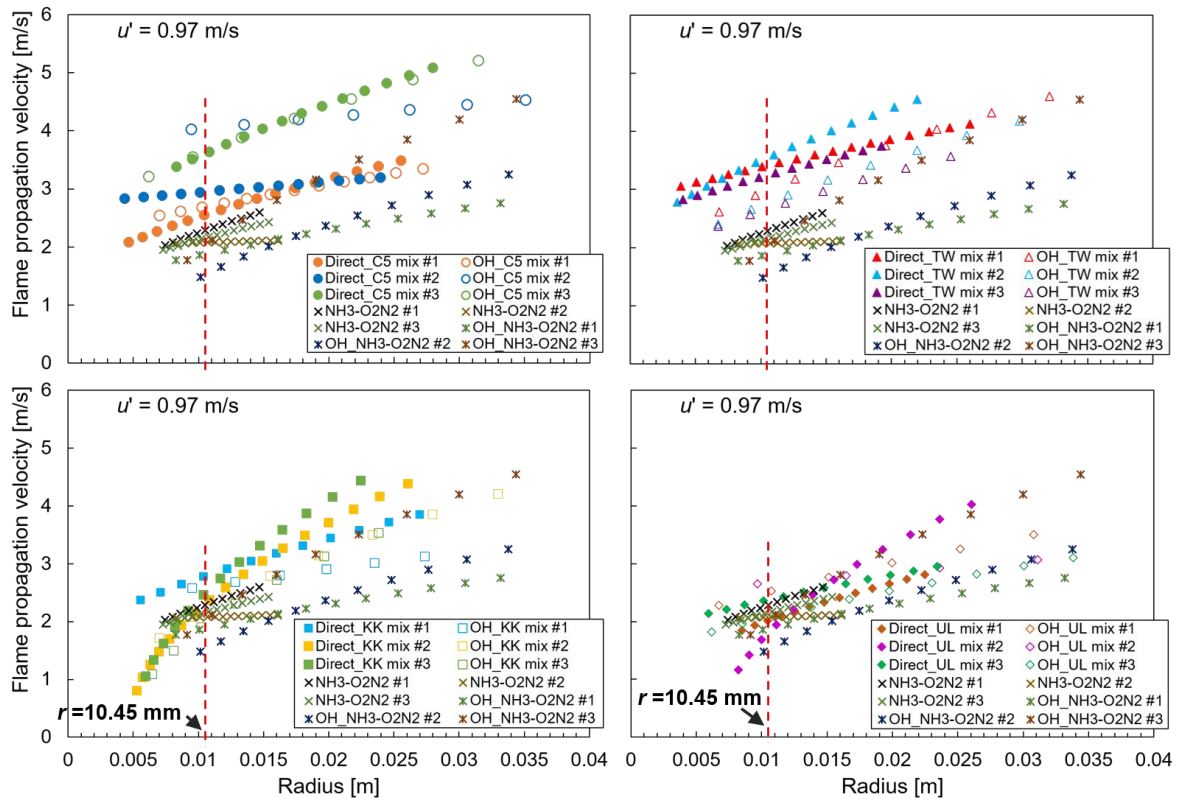 Flame propagation velocity [m/s]
u' = 0.97 m/s
6
5
4
3
2
1
0
Direct_C5 mix #1 OH_C5 mix #1
Direct_C5 mix #2 OH_C5 mix #2
Direct_C5 mix #3 OH_C5 mix #3
NH3-O2N2 #1 NH3-O2N2 #2
NH3-O2N2 #3 OH_NH3-O2N2 #1
OH_NH3-O2N2 #2 OH_NH3-O2N2 #3
u' = 0.97 m/s
Direct_TW mix #1 OH_TW mix #1
Direct_TW mix #2 OH_TW mix #2
Direct_TW mix #3 OH_TW mix #3
NH3-O2N2 #1 NH3-O2N2 #2
NH3-O2N2 #3 OH_NH3-O2N2 #1
OH_NH3-O2N2 #2 OH_NH3-O2N2 #3
Flame propagation velocity [m/s]
u' = 0.97 m/s
6
5
4
3
2
1
0
Direct_KK mix #1 OH_KK mix #1
Direct_KK mix #2 OH_KK mix #2
Direct_KK mix #3 OH_KK mix #3
NH3-O2N2 #1 NH3-O2N2 #2
NH3-O2N2 #3 OH_NH3-O2N2 #1
OH_NH3-O2N2 #2 OH_NH3-O2N2 #3
r =10.45 mm
0 0.005 0.01 0.015 0.02 0.025 0.03 0.035 0.04
Radius [m]
u' = 0.97 m/s
Direct_UL mix #1 OH_UL mix #1
Direct_UL mix #2 OH_UL mix #2
Direct_UL mix #3 OH_UL mix #3
NH3-O2N2 #1 NH3-O2N2 #2
NH3-O2N2 #3 OH_NH3-O2N2 #1
OH_NH3-O2N2 #2 OH_NH3-O2N2 #3
r =10.45 mm
0 0.005 0.01 0.015 0.02 0.025 0.03 0.035 0.04
Radius [m]